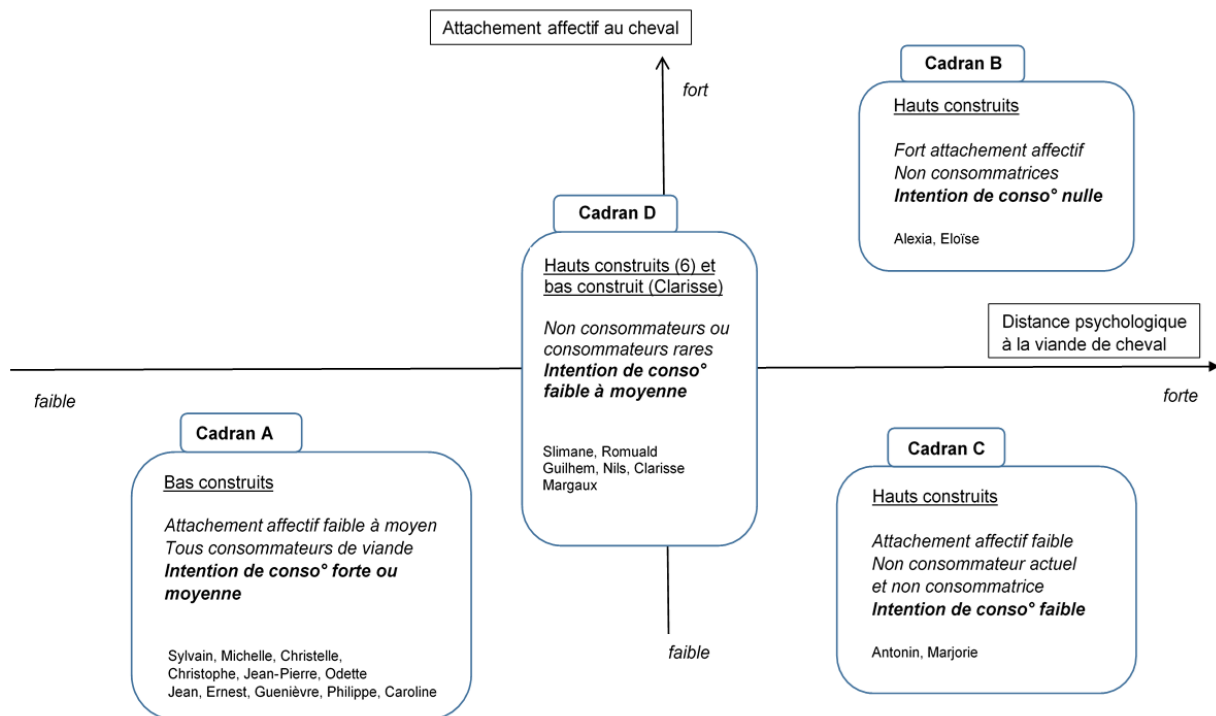 Attachement affectif au cheval
fort
Cadran B
Hauts construits
Fort attachement affectif
Non consommatrices
Intention de conso° nulle
Alexia, Eloïse
Cadran D
Hauts construits (6) et
bas construit (Clarisse)
Non consommateurs ou
consommateurs rares
Intention de conso°
faible à moyenne
Slimane, Romuald
Guilhem, Nils, Clarisse
Margaux
Distance psychologique
à la viande de cheval
faible
forte
Cadran A
Bas construits
Attachement affectif faible à moyen
Tous consommateurs de viande
Intention de conso° forte ou
moyenne
Sylvain, Michelle, Christelle,
Christophe, Jean-Pierre, Odette
Jean, Ernest, Guenièvre, Philippe, Caroline
faible
Cadran C
Hauts construits
Attachement affectif faible
Non consommateur actuel
et non consommatrice
Intention de conso° faible
Antonin, Marjorie